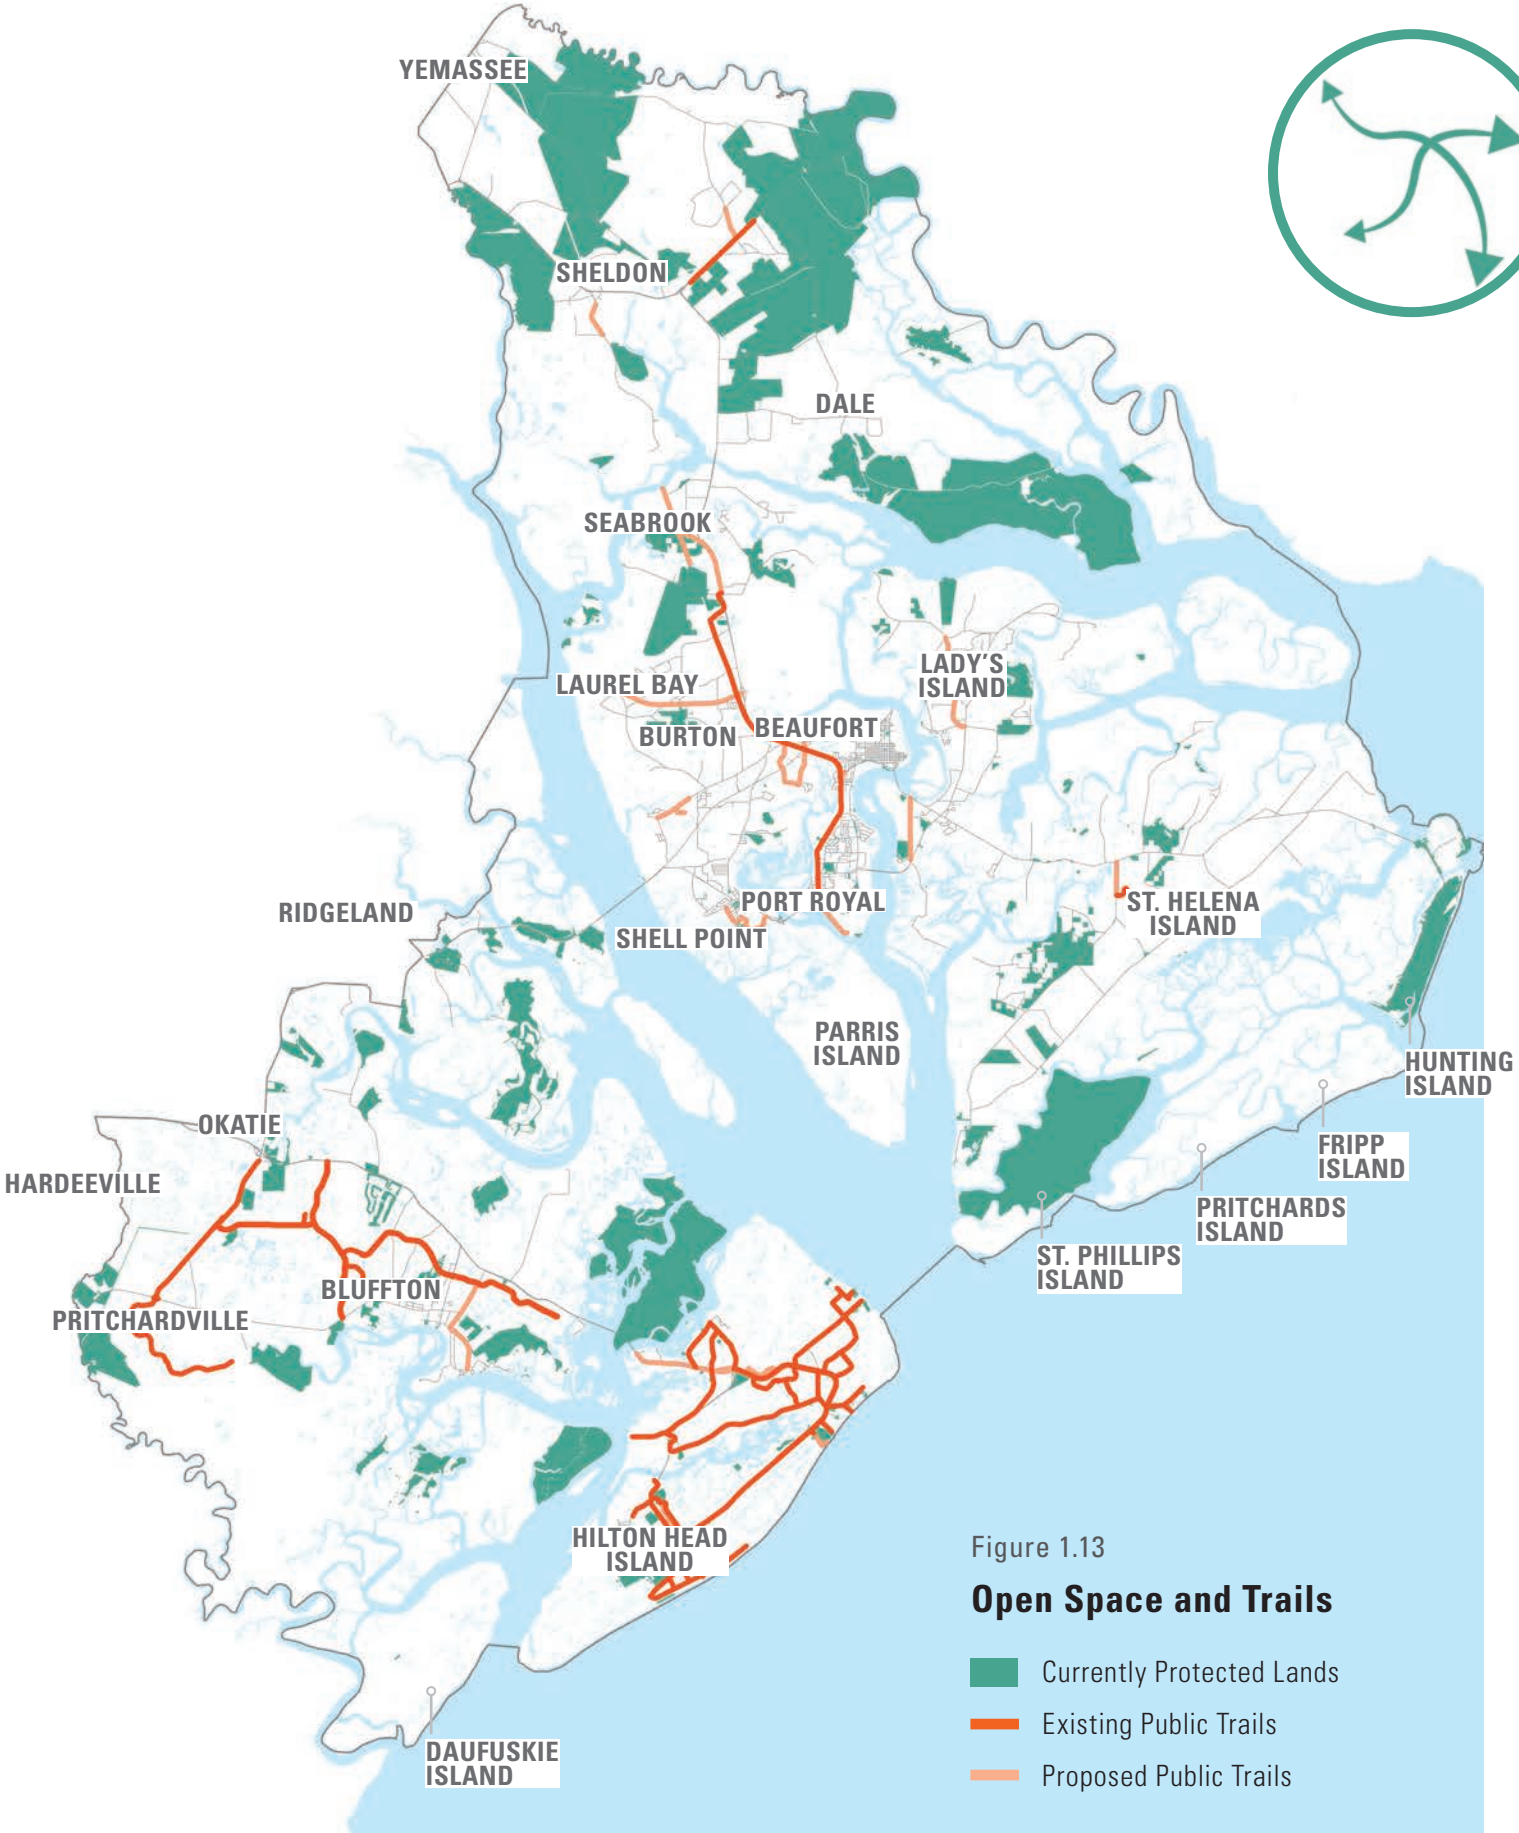 YEMASSEE
SHELDON
DALE
SEABROOK
LADY'S
ISLAND
LAUREL BAY
BURTON
BEAUFORT
PORT ROYAL
ST. HELENA
ISLAND
RIDGELAND
SHELL POINT
PARRIS
ISLAND
HUNTING
ISLAND
OKATIE
FRIPP
ISLAND
HARDEEVILLE
PRITCHARDS
ISLAND
ST. PHILLIPS
ISLAND
BLUFFTON
PRITCHARDVILLE
HILTON HEAD
ISLAND
Figure 1.13
Open Space and Trails
Currently Protected Lands
Existing Public Trails
Proposed Public Trails
DAUFUSKIE
ISLAND